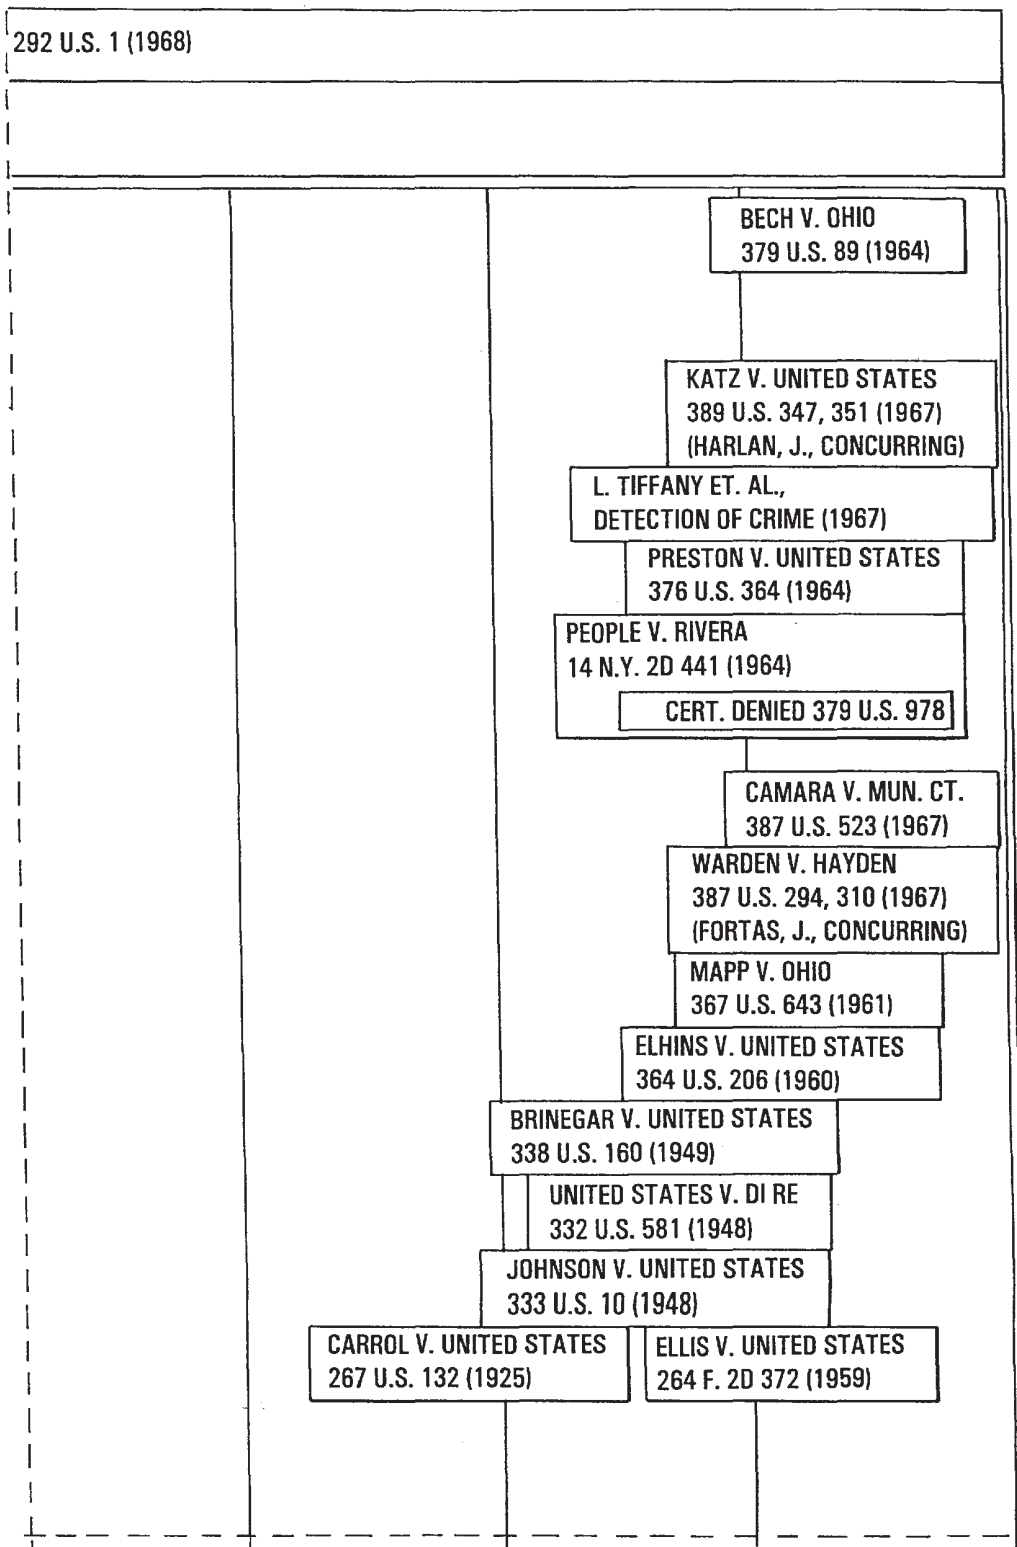 292 U.S. 1 (1968)
BECH V. OHIO
379 U.S. 89 (1964)
KATZ V. UNITED STATES
389 U.S. 347, 351 (1967)
(HARLAN, J., CONCURRING)
L. TIFFANY ET. AL.,
DETECTION OF CRIME (1967)
PRESTON V. UNITED STATES
376 U.S. 364 (1964)
PEOPLE V. RIVERA
14 N.Y. 2D 441 (1964)
CERT. DENIED 379 U.S. 978
CAMARA V. MUN. CT.
387 U.S. 523 (1967)
WARDEN V. HAYDEN
387 U.S. 294, 310 (1967)
(FORTAS, J., CONCURRING)
MAPP V. OHIO
367 U.S. 643 (1961)
ELHINS V. UNITED STATES
364 U.S. 206 (1960)
BRINEGAR V. UNITED STATES
338 U.S. 160 (1949)
UNITED STATES V. DI RE
332 U.S. 581 (1948)
JOHNSON V. UNITED STATES
333 U.S. 10 (1948)
CARROL V. UNITED STATES
267 U.S. 132 (1925)
ELLIS V. UNITED STATES
264 F. 2D 372 (1959)